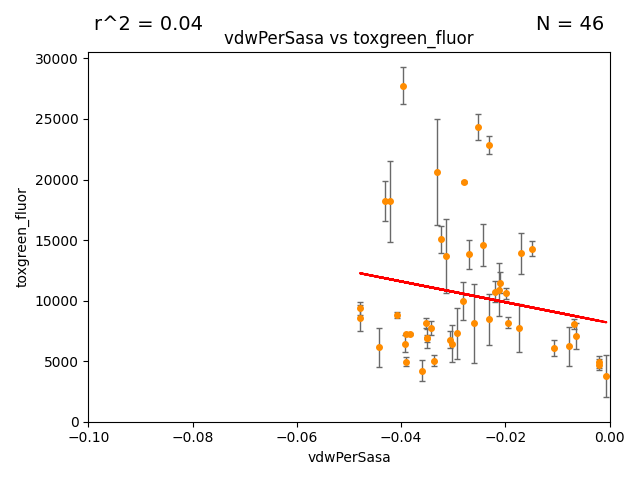 r^2 = 0.04
N = 46
vdwPerSasa vs toxgreen_fluor
30000
25000
20000
15000
10000
5000
0
toxgreen_fluor
−0.10
−0.08
−0.06
−0.04
−0.02
0.00
vdwPerSasa